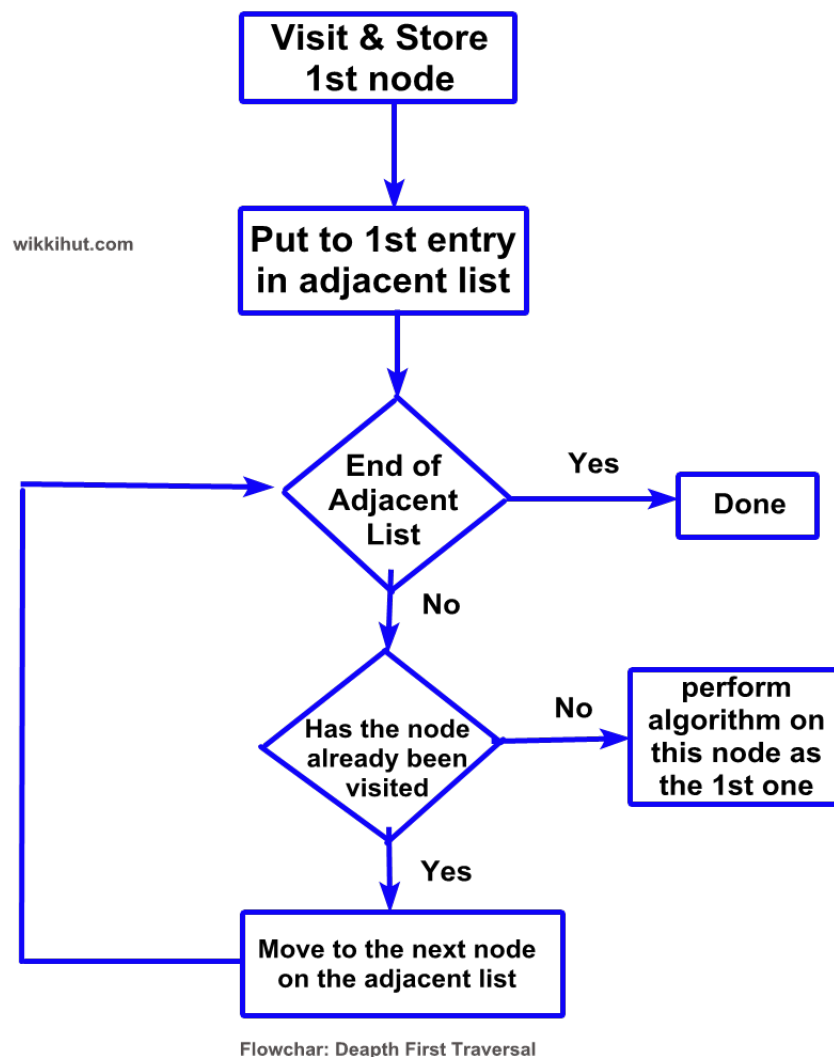 Visit & Store
1st node
wikkihut.com
Put to 1st entry
in adjacent list
End of
Adjacent
List
Yes
Done
No
Has the node
already been
visited
No
perform
algorithm on
this node as
the 1st one
Yes
Move to the next node
on the adjacent list
Flowchar: Deapth First Traversal